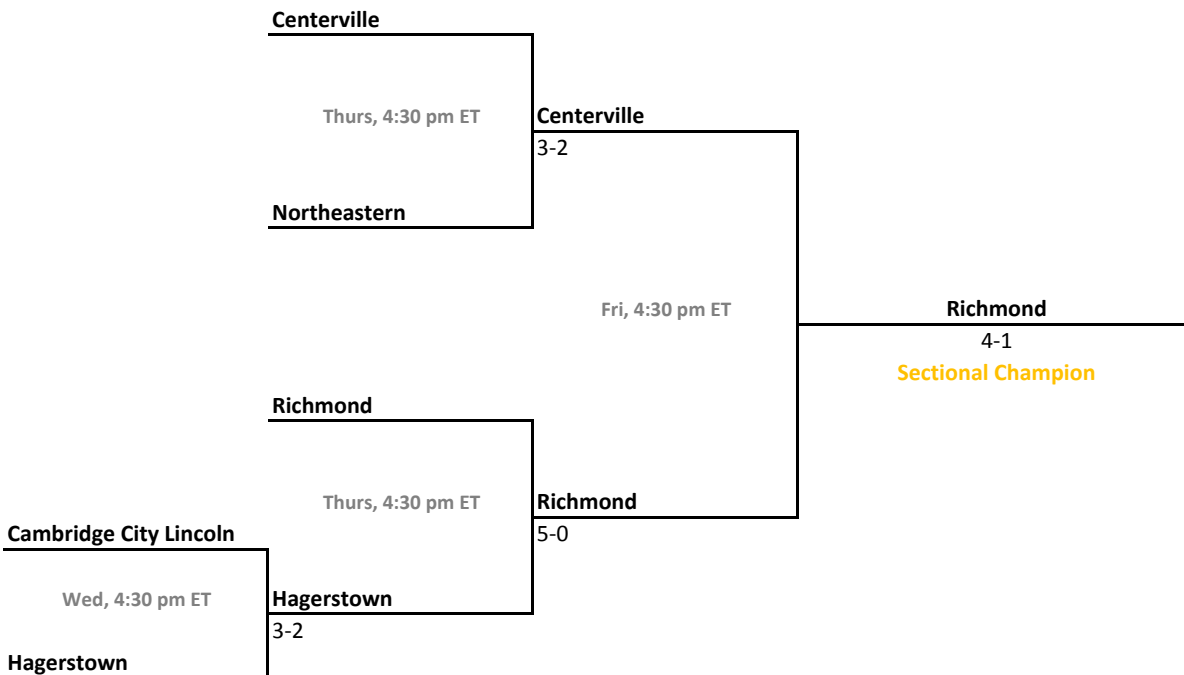 Centerville
Thurs, 4:30 pm ET
Centerville
3-2
Northeastern
Fri, 4:30 pm ET
Richmond
4-1
Sectional Champion
Richmond
Thurs, 4:30 pm ET
Richmond
5-0
Cambridge City Lincoln
Wed, 4:30 pm ET
Hagerstown
3-2
Hagerstown